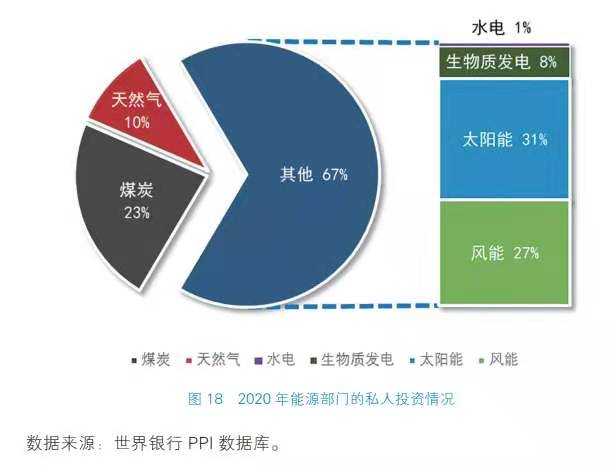 水电 1%
生物质发电 8%
天然气
10%
太阳能 31%
其他 67%
煤炭
23%
风能 27%
煤炭 天然气 水电 生物质发电 太阳能 风能
图 18 2020 年能源部门的私人投资情况
数据来源：世界银行 PPI 数据库。